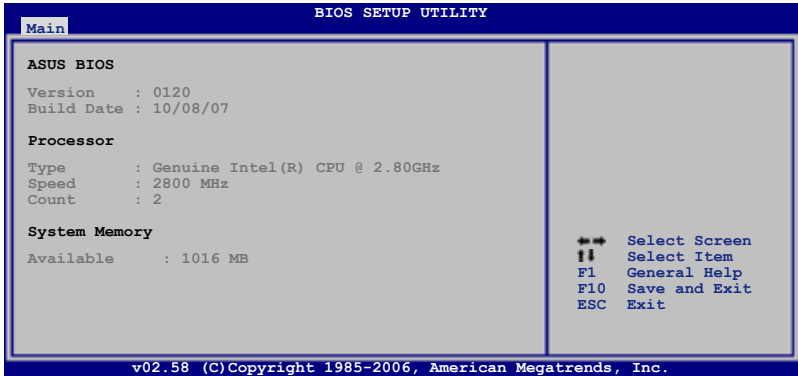 BIOS SETUP UTILITY
Main
ASUS BIOS
Version : 0120
Build Date : 10/08/07
Processor
Type : Genuine Intel(R) CPU @ 2.80GHz
Speed : 2800 MHz
Count : 2
System Memory
Available : 1016 MB
←→ Select Screen
↑↓ Select Item
F1 General Help
F10 Save and Exit
ESC Exit
v02.58 (C)Copyright 1985-2006, American Megatrends, Inc.